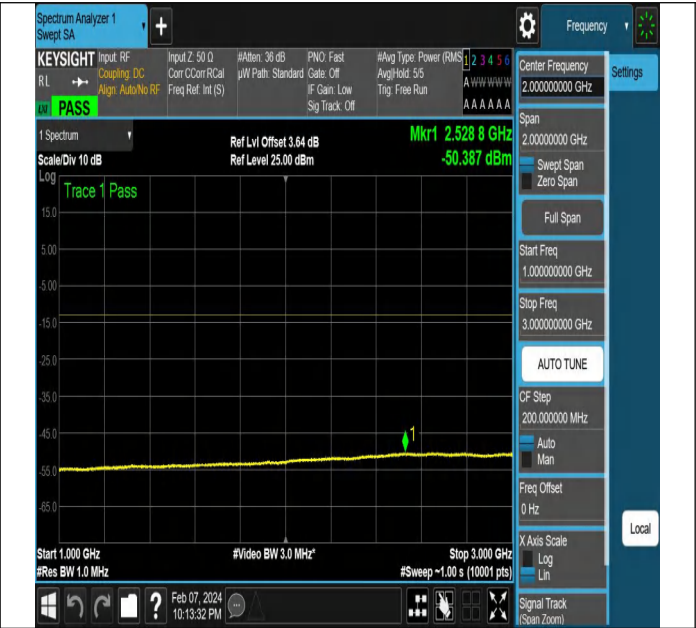 Spectrum Analyzer 1
Swept SA
+
Frequency
KEYSIGHT
RL
PASS
Input: RF
Coupling: DC
Align: Auto/No RF
Input Z: 50 Ω
Corr CCorr RCal
Freq Ref: Int (S)
#Atten: 36 dB
µW Path: Standard
PNO: Fast
Gate: Off
IF Gain: Low
Sig Track: Off
#Avg Type: Power (RMS
Avg|Hold: 5/5
Trig: Free Run
1 2 3 4 5 6
A W W W W W
A A A A A A
1 Spectrum
Scale/Div 10 dB
Ref Lvl Offset 3.64 dB
Ref Level 25.00 dBm
Mkr1 2.528 8 GHz
-50.387 dBm
Log
Trace 1 Pass
15.0
5.00
-5.00
-15.0
-25.0
-35.0
-45.0
-55.0
-65.0
1
Start 1.000 GHz
#Res BW 1.0 MHz
#Video BW 3.0 MHz*
Stop 3.000 GHz
#Sweep ~1.00 s (10001 pts)
Feb 07, 2024
10:13:32 PM
Center Frequency
2.000000000 GHz
Span
2.00000000 GHz
Swept Span
Zero Span
Full Span
Start Freq
1.000000000 GHz
Stop Freq
3.000000000 GHz
AUTO TUNE
CF Step
200.000000 MHz
Auto
Man
Freq Offset
0 Hz
X Axis Scale
Log
Lin
Signal Track
(Span Zoom)
Settings
Local